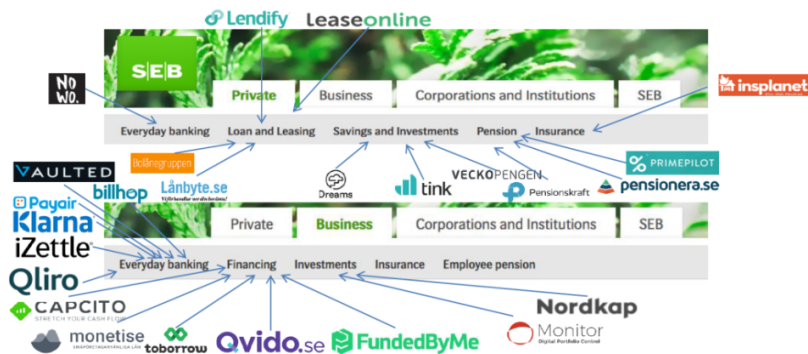 Lendify Leaseonline
S|E|B
NO
WO.
Private Business Corporations and Institutions SEB
insplanet
Everyday banking Loan and Leasing Savings and Investments Pension Insurance
Bolånegruppen
PRIMEPILOT
VAULTED
billhop
Lånbyte.se
Dreams
tink
VECKOPENGEN
Pensionskraft
pensionera.se
Payair
Klarna
Private Business Corporations and Institutions SEB
iZettle
Everyday banking Financing Investments Insurance Employee pension
Qliro
CAPCITO
STRETCH YOUR CASH FLOW
Nordkap
monetise
toborrow
Qvido.se
FundedByMe
Monitor
Digital Portfolio Control